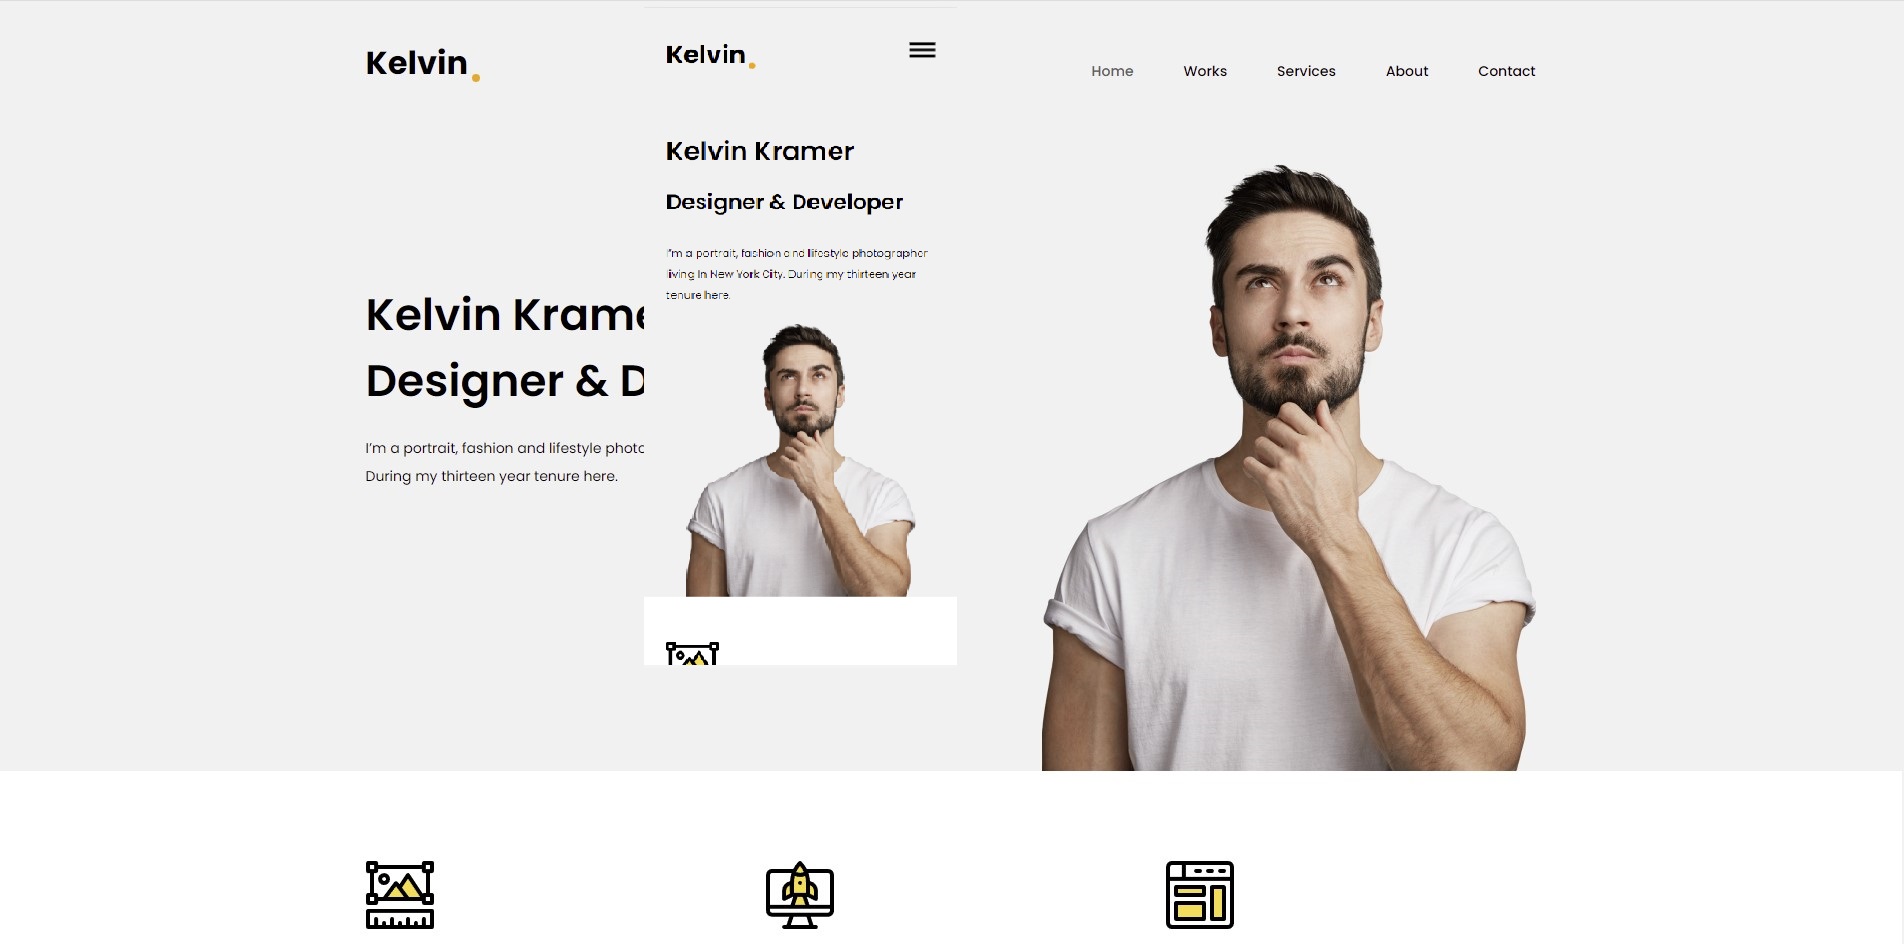 Kelvin.
Home Works Services About Contact
Kelvin Krame
Designer & D
I'm a portrait, fashion and lifestyle photo
During my thirteen year tenure here.
Kelvin.
Kelvin Kramer
Designer & Developer
I'm a portrait, fashion and lifestyle photographer
living In New York City. During my thirteen year
tenure here.